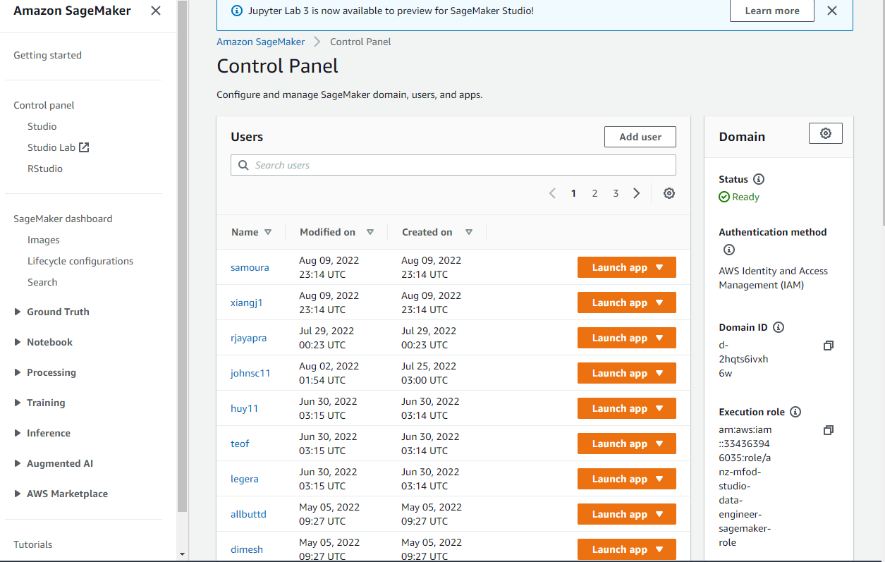 Amazon SageMaker
Getting started
Control panel
Studio
Studio Lab
RStudio
SageMaker dashboard
Images
Lifecycle configurations
Search
Ground Truth
Notebook
Processing
Training
Inference
Augmented AI
AWS Marketplace
Tutorials
Jupyter Lab 3 is now available to preview for SageMaker Studio!
Learn more
Amazon SageMaker > Control Panel
Control Panel
Configure and manage SageMaker domain, users, and apps.
Users
Add user
Search users
1 2 3
Name Modified on Created on
samoura Aug 09, 2022 23:14 UTC Aug 09, 2022 23:14 UTC Launch app
xiangj1 Aug 09, 2022 23:14 UTC Aug 09, 2022 23:14 UTC Launch app
rjayapra Jul 29, 2022 00:23 UTC Jul 29, 2022 00:23 UTC Launch app
johnsc11 Aug 02, 2022 01:54 UTC Jul 25, 2022 03:00 UTC Launch app
huy11 Jun 30, 2022 03:15 UTC Jun 30, 2022 03:14 UTC Launch app
teof Jun 30, 2022 03:15 UTC Jun 30, 2022 03:14 UTC Launch app
legera Jun 30, 2022 03:15 UTC Jun 30, 2022 03:14 UTC Launch app
allbuttd May 05, 2022 09:27 UTC May 05, 2022 09:27 UTC Launch app
dimesh May 05, 2022 09:27 UTC May 05, 2022 09:27 UTC Launch app
Domain
Status
Ready
Authentication method
AWS Identity and Access
Management (IAM)
Domain ID
d-
2hqts6ivxh
6w
Execution role
arn:aws:iam
::33436394
6035:role/a
nz-mfod-
studio-
data-
engineer-
sagemaker-
role